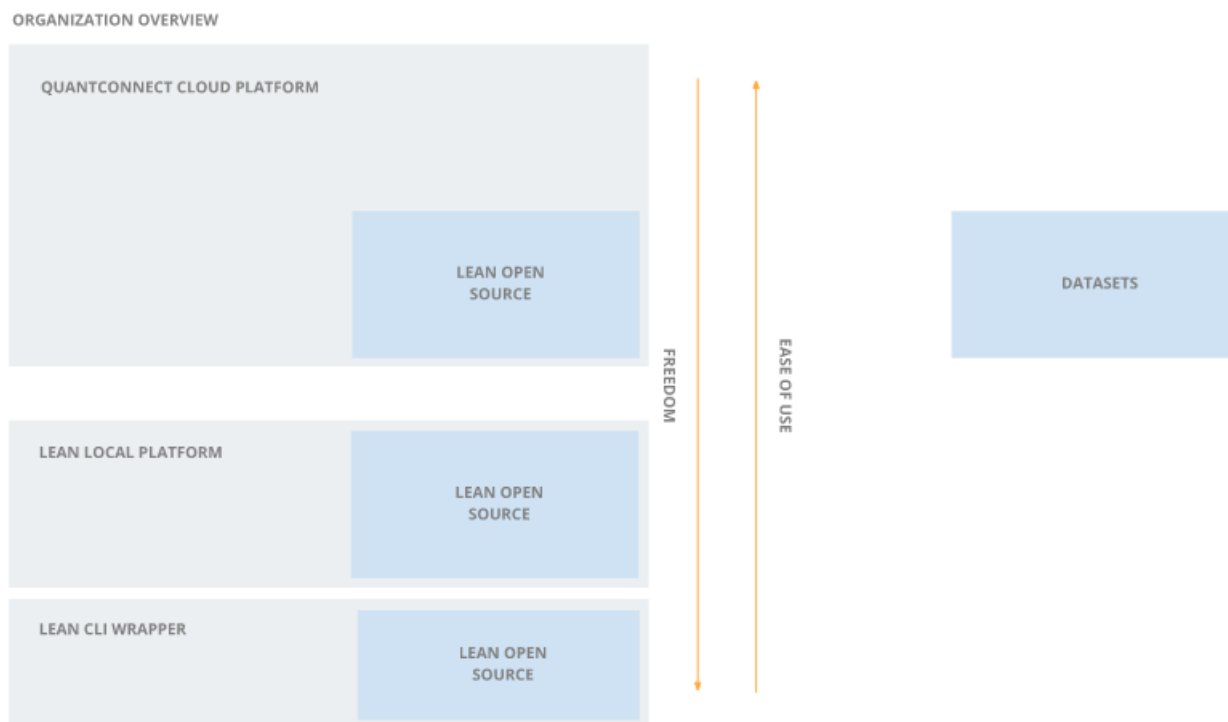 ORGANIZATION OVERVIEW
QUANTCONNECT CLOUD PLATFORM
LEAN OPEN
SOURCE
DATASETS
FREEDOM
EASE OF USE
LEAN LOCAL PLATFORM
LEAN OPEN
SOURCE
LEAN CLI WRAPPER
LEAN OPEN
SOURCE